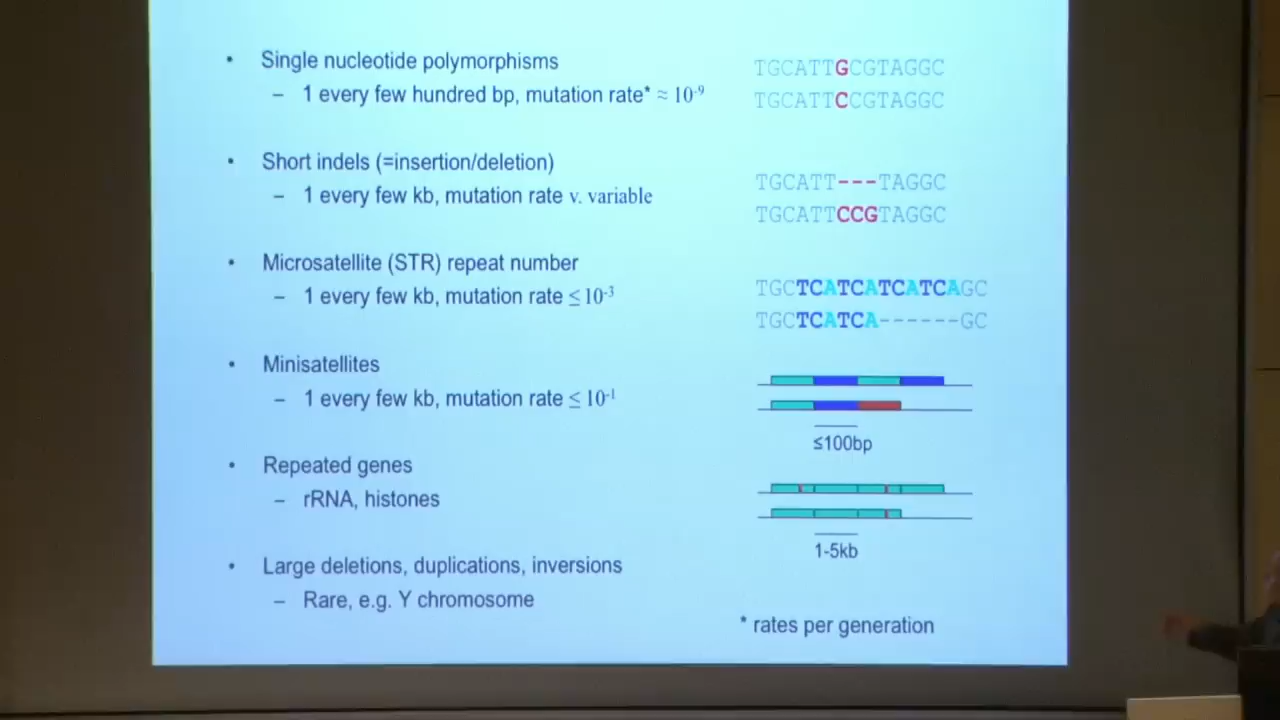 • Single nucleotide polymorphisms
– 1 every few hundred bp, mutation rate* ≈ 10⁻⁹
TGCATTGCGTAGGC
TGCATTCCGTAGGC
• Short indels (=insertion/deletion)
– 1 every few kb, mutation rate v. variable
TGCATT---TAGGC
TGCATTCCGTAGGC
• Microsatellite (STR) repeat number
– 1 every few kb, mutation rate ≤ 10⁻³
TGCTCATCATCATCAGC
TGCTCATCA------GC
• Minisatellites
– 1 every few kb, mutation rate ≤ 10⁻¹
≤100bp
• Repeated genes
– rRNA, histones
1-5kb
• Large deletions, duplications, inversions
– Rare, e.g. Y chromosome
* rates per generation